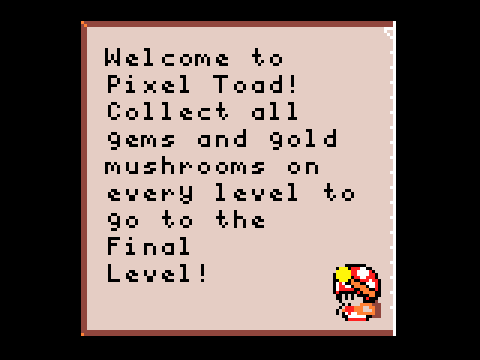 Welcome to
Pixel Toad!
Collect all
gems and gold
mushrooms on
every level to
go to the
Final
Level!